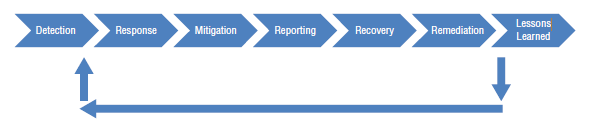 Detection
Response
Mitigation
Reporting
Recovery
Remediation
Lessons
Learned